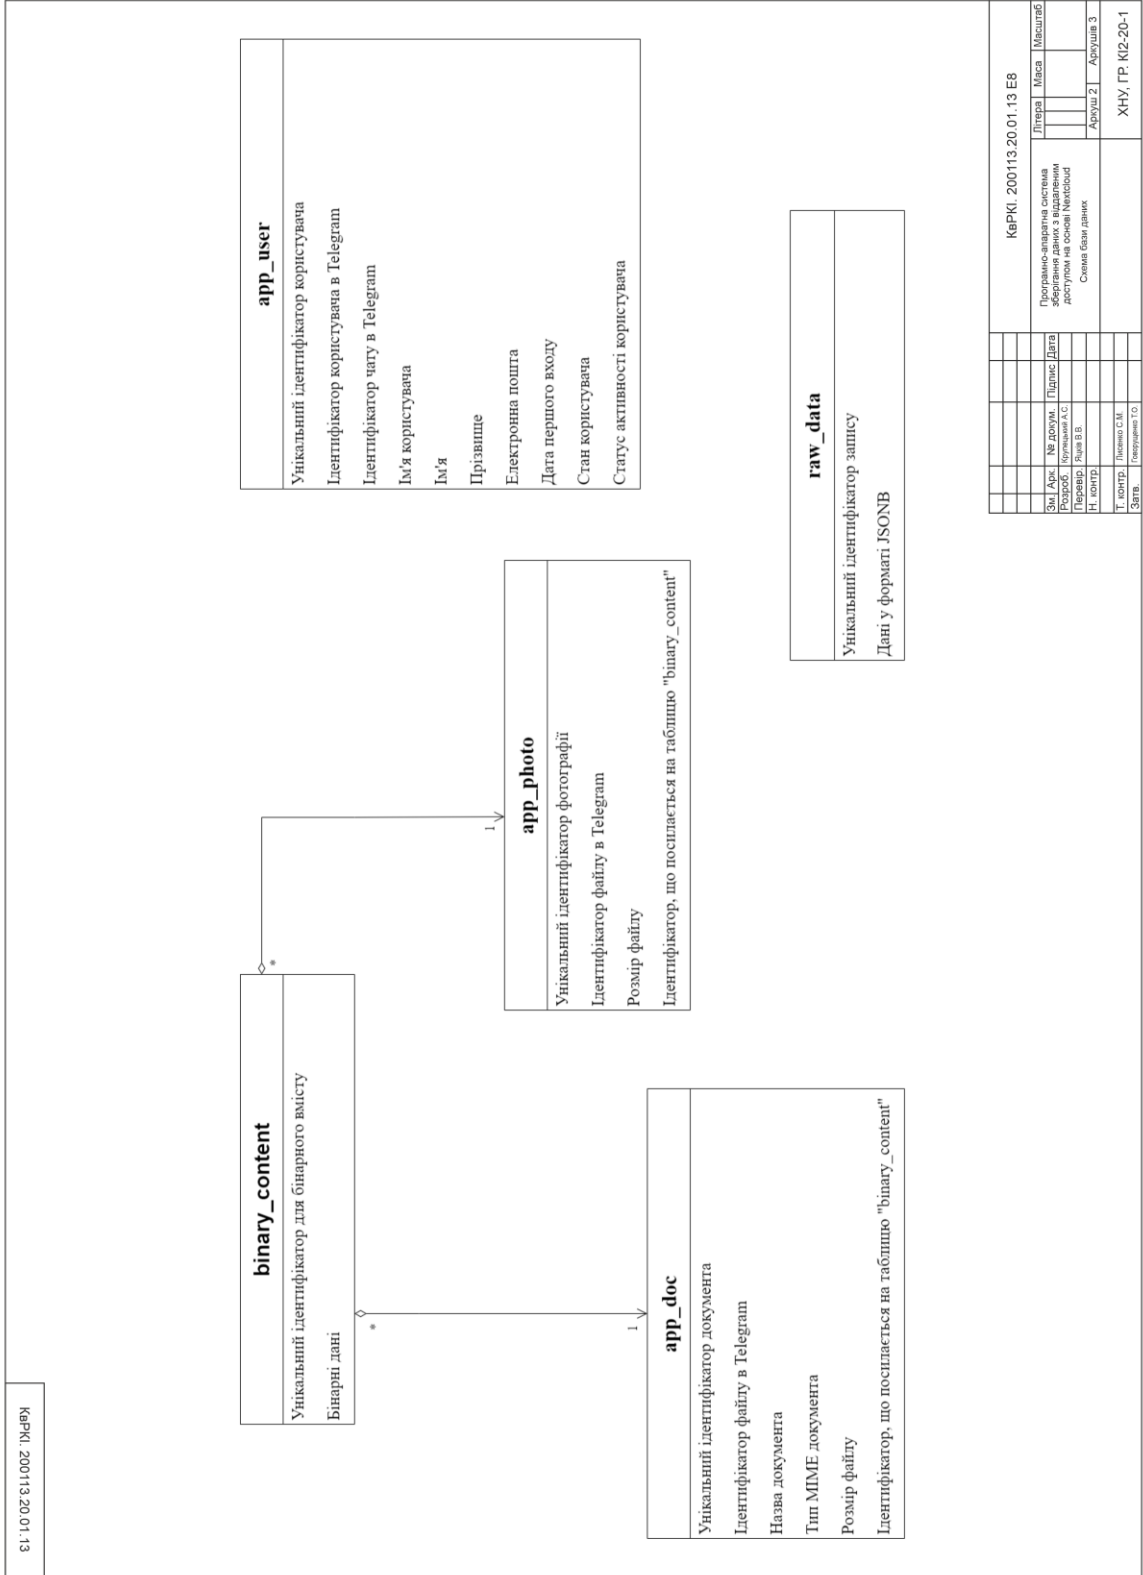 КвРКІ. 200113.20.01.13
binary_content
Унікальний ідентифікатор для бінарного вмісту
Бінарні дані
*
*
1
1
app_user
Унікальний ідентифікатор користувача
Ідентифікатор користувача в Telegram
Ідентифікатор чату в Telegram
Ім'я користувача
Ім'я
Прізвище
Електронна пошта
Дата першого входу
Стан користувача
Статус активності користувача
app_photo
Унікальний ідентифікатор фотографії
Ідентифікатор файлу в Telegram
Розмір файлу
Ідентифікатор, що посилається на таблицю "binary_content"
app_doc
Унікальний ідентифікатор документа
Ідентифікатор файлу в Telegram
Назва документа
Тип MIME документа
Розмір файлу
Ідентифікатор, що посилається на таблицю "binary_content"
raw_data
Унікальний ідентифікатор запису
Дані у форматі JSONB
КвРКІ. 200113.20.01.13 Е8
Зм. Арк. № докум. Підпис Дата
Розроб. Крупецький А.С.
Перевір. Яцків В.В.
Н. контр.
Т. контр. Лисенко С.М.
Затв. Говорущенко Т.О.
Програмно-апаратна система
зберігання даних з віддаленим
доступом на основі Nextcloud
Схема бази даних
Літера Маса Масштаб
Аркуш 2 Аркушів 3
ХНУ, ГР. КІ2-20-1